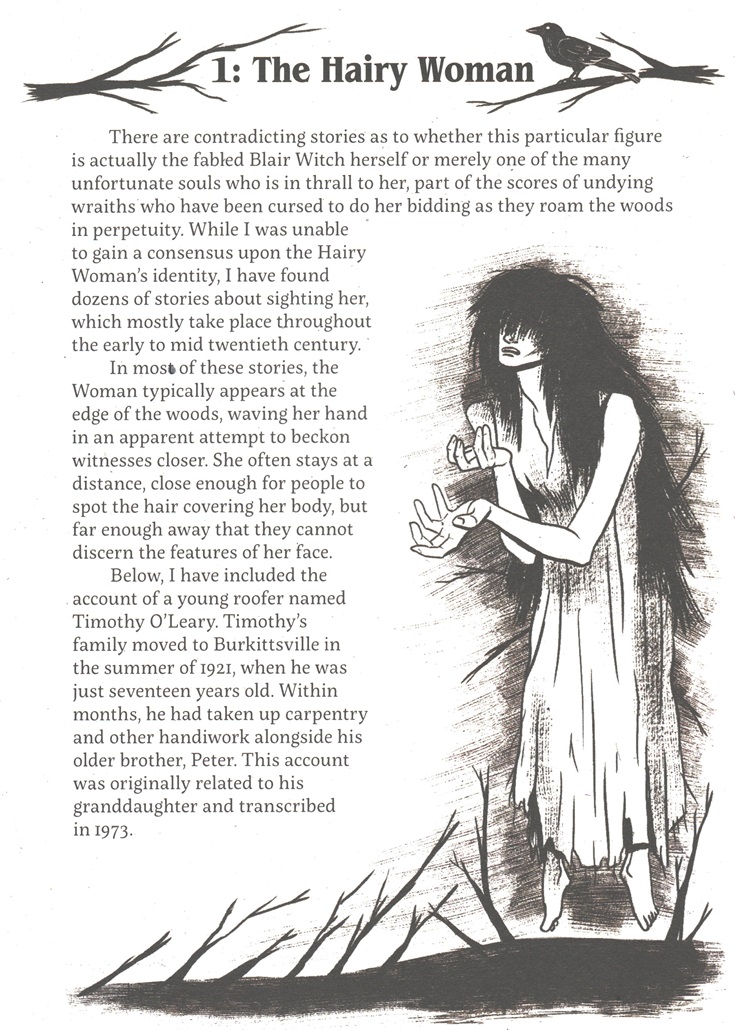 1: The Hairy Woman
There are contradicting stories as to whether this particular figure
is actually the fabled Blair Witch herself or merely one of the many
unfortunate souls who is in thrall to her, part of the scores of undying
wraiths who have been cursed to do her bidding as they roam the woods
in perpetuity. While I was unable
to gain a consensus upon the Hairy
Woman's identity, I have found
dozens of stories about sighting her,
which mostly take place throughout
the early to mid twentieth century.
In most of these stories, the
Woman typically appears at the
edge of the woods, waving her hand
in an apparent attempt to beckon
witnesses closer. She often stays at a
distance, close enough for people to
spot the hair covering her body, but
far enough away that they cannot
discern the features of her face.
Below, I have included the
account of a young roofer named
Timothy O'Leary. Timothy's
family moved to Burkittsville in
the summer of 1921, when he was
just seventeen years old. Within
months, he had taken up carpentry
and other handiwork alongside his
older brother, Peter. This account
was originally related to his
granddaughter and transcribed
in 1973.